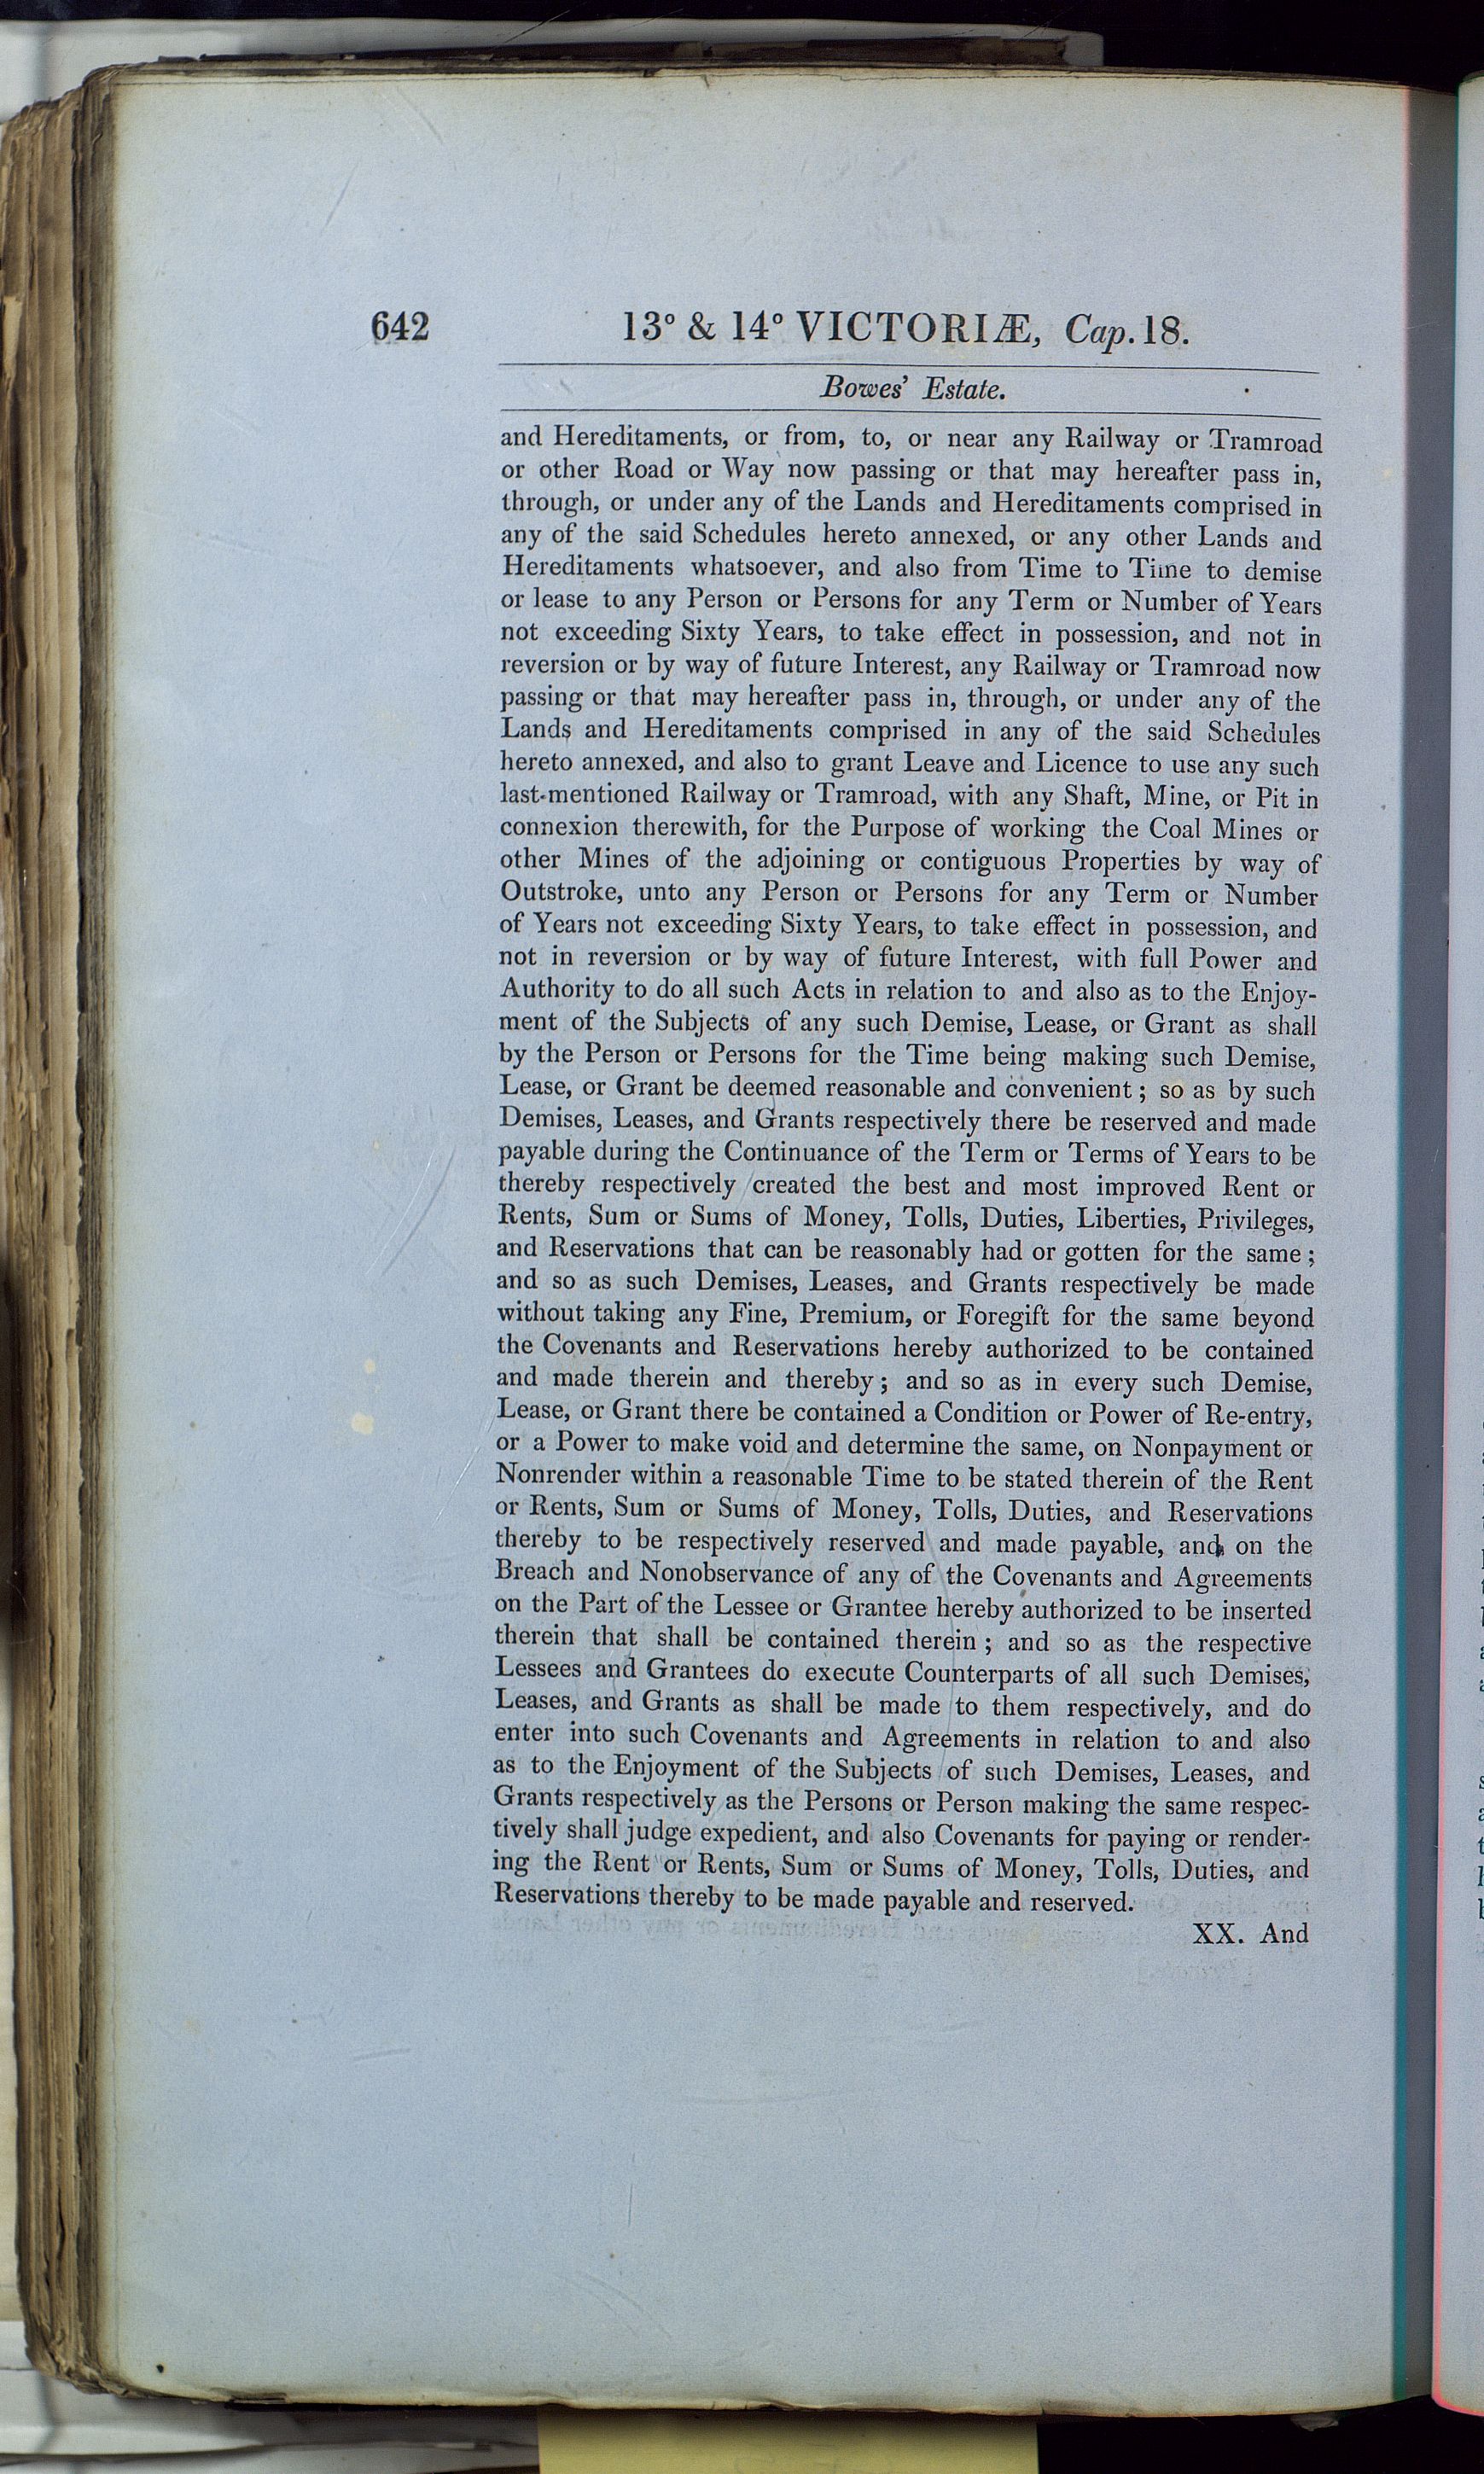 642
13° & 14° VICTORIÆ, Cap. 18.
Bowes' Estate.
and Hereditaments, or from, to, or near any Railway or Tramroad
or other Road or Way now passing or that may hereafter pass in,
through, or under any of the Lands and Hereditaments comprised in
any of the said Schedules hereto annexed, or any other Lands and
Hereditaments whatsoever, and also from Time to Time to demise
or lease to any Person or Persons for any Term or Number of Years
not exceeding Sixty Years, to take effect in possession, and not in
reversion or by way of future Interest, any Railway or Tramroad now
passing or that may hereafter pass in, through, or under any of the
Lands and Hereditaments comprised in any of the said Schedules
hereto annexed, and also to grant Leave and Licence to use any such
last-mentioned Railway or Tramroad, with any Shaft, Mine, or Pit in
connexion therewith, for the Purpose of working the Coal Mines or
other Mines of the adjoining or contiguous Properties by way of
Outstroke, unto any Person or Persons for any Term or Number
of Years not exceeding Sixty Years, to take effect in possession, and
not in reversion or by way of future Interest, with full Power and
Authority to do all such Acts in relation to and also as to the Enjoy-
ment of the Subjects of any such Demise, Lease, or Grant as shall
by the Person or Persons for the Time being making such Demise,
Lease, or Grant be deemed reasonable and convenient; so as by such
Demises, Leases, and Grants respectively there be reserved and made
payable during the Continuance of the Term or Terms of Years to be
thereby respectively created the best and most improved Rent or
Rents, Sum or Sums of Money, Tolls, Duties, Liberties, Privileges,
and Reservations that can be reasonably had or gotten for the same;
and so as such Demises, Leases, and Grants respectively be made
without taking any Fine, Premium, or Foregift for the same beyond
the Covenants and Reservations hereby authorized to be contained
and made therein and thereby; and so as in every such Demise,
Lease, or Grant there be contained a Condition or Power of Re-entry,
or a Power to make void and determine the same, on Nonpayment or
Nonrender within a reasonable Time to be stated therein of the Rent
or Rents, Sum or Sums of Money, Tolls, Duties, and Reservations
thereby to be respectively reserved and made payable, and on the
Breach and Nonobservance of any of the Covenants and Agreements
on the Part of the Lessee or Grantee hereby authorized to be inserted
therein that shall be contained therein; and so as the respective
Lessees and Grantees do execute Counterparts of all such Demises,
Leases, and Grants as shall be made to them respectively, and do
enter into such Covenants and Agreements in relation to and also
as to the Enjoyment of the Subjects of such Demises, Leases, and
Grants respectively as the Persons or Person making the same respec-
tively shall judge expedient, and also Covenants for paying or render-
ing the Rent or Rents, Sum or Sums of Money, Tolls, Duties, and
Reservations thereby to be made payable and reserved.
XX. And